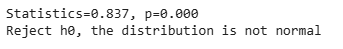 Statistics=0.837, p=0.000
Reject h0, the distribution is not normal